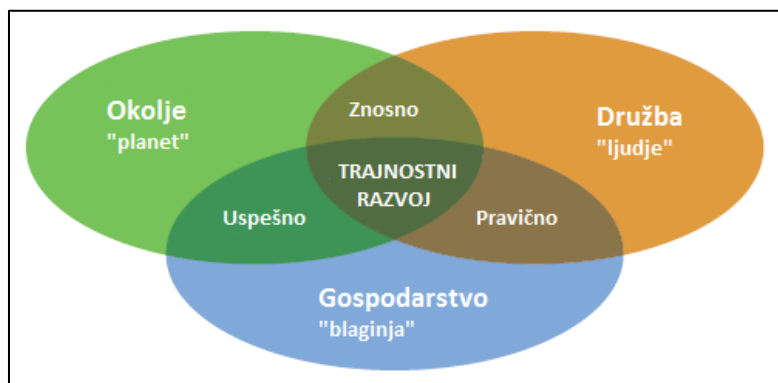 Okolje
"planet"
Znosno
Družba
"ljudje"
TRAJNOSTNI
RAZVOJ
Uspešno
Pravično
Gospodarstvo
"blaginja"